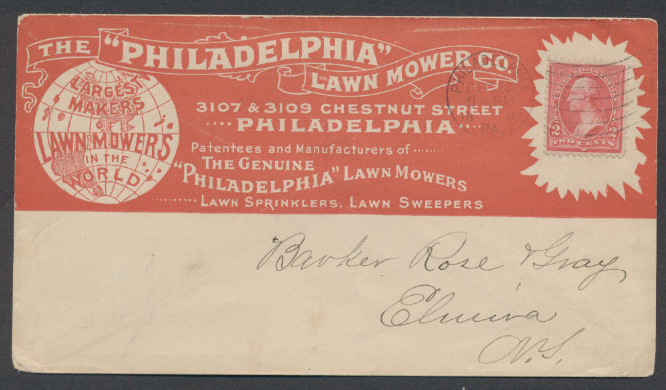 THE "PHILADELPHIA"
LAWN MOWER CO.
3107 & 3109 CHESTNUT STREET
PHILADELPHIA
Patentees and Manufacturers of
THE GENUINE
"PHILADELPHIA" LAWN MOWERS
LAWN SPRINKLERS, LAWN SWEEPERS
LARGEST
MAKERS
OF
LAWN MOWERS
IN THE
WORLD
PA.
2 2
TWO CENTS
Barker Rose & Gray
Elmira
N.Y.